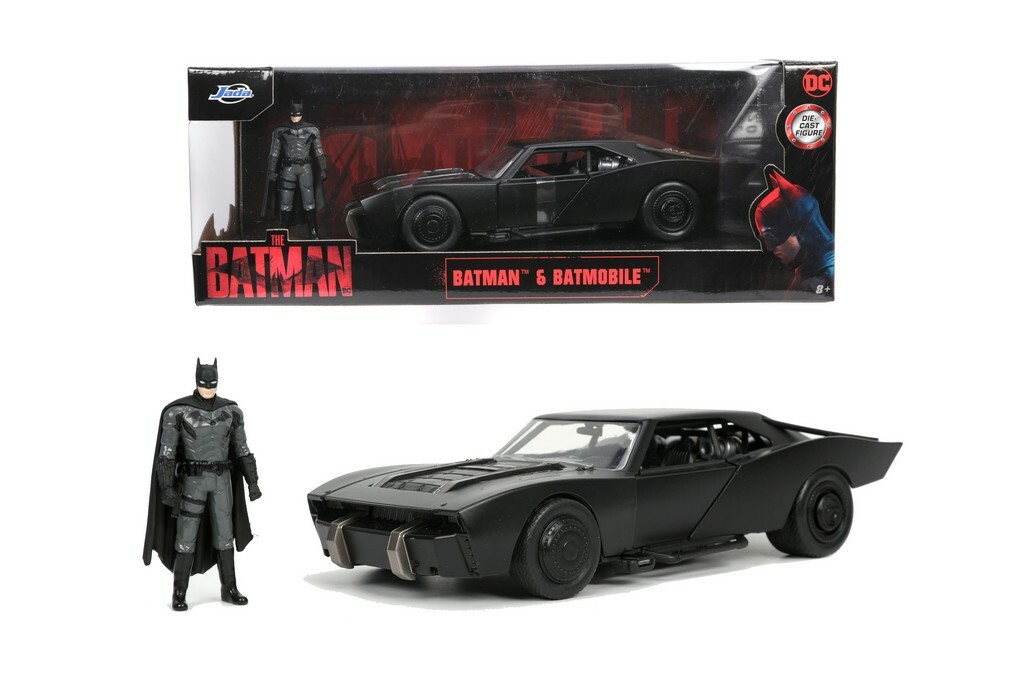 Jada
DC
DIE-
CAST
FIGURE
THE
BATMAN
BATMAN™ & BATMOBILE™
8+